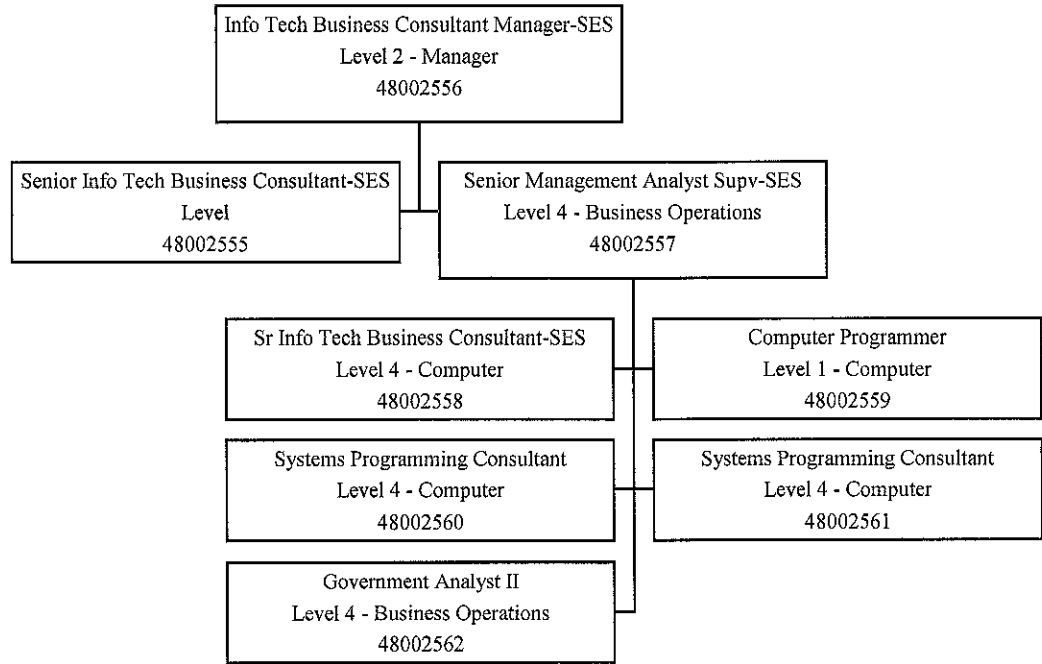 Info Tech Business Consultant Manager-SES
Level 2 - Manager
48002556
Senior Info Tech Business Consultant-SES
Level
48002555
Senior Management Analyst Supv-SES
Level 4 - Business Operations
48002557
Sr Info Tech Business Consultant-SES
Level 4 - Computer
48002558
Computer Programmer
Level 1 - Computer
48002559
Systems Programming Consultant
Level 4 - Computer
48002560
Systems Programming Consultant
Level 4 - Computer
48002561
Government Analyst II
Level 4 - Business Operations
48002562